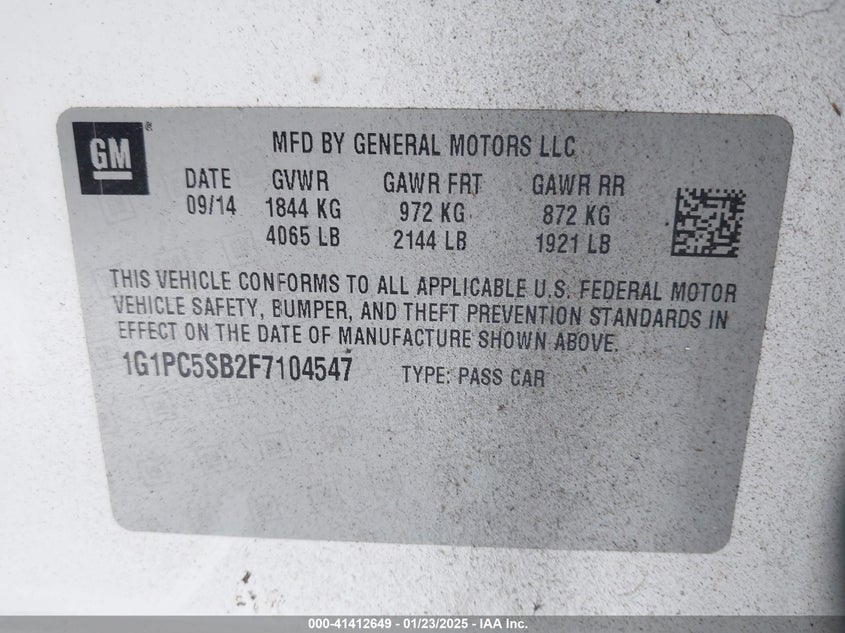 GM
MFD BY GENERAL MOTORS LLC
DATE GVWR GAWR FRT GAWR RR
09/14 1844 KG 972 KG 872 KG
4065 LB 2144 LB 1921 LB
THIS VEHICLE CONFORMS TO ALL APPLICABLE U.S. FEDERAL MOTOR
VEHICLE SAFETY, BUMPER, AND THEFT PREVENTION STANDARDS IN
EFFECT ON THE DATE OF MANUFACTURE SHOWN ABOVE.
1G1PC5SB2F7104547 TYPE: PASS CAR
000-41412649 - 01/23/2025 - IAA Inc.